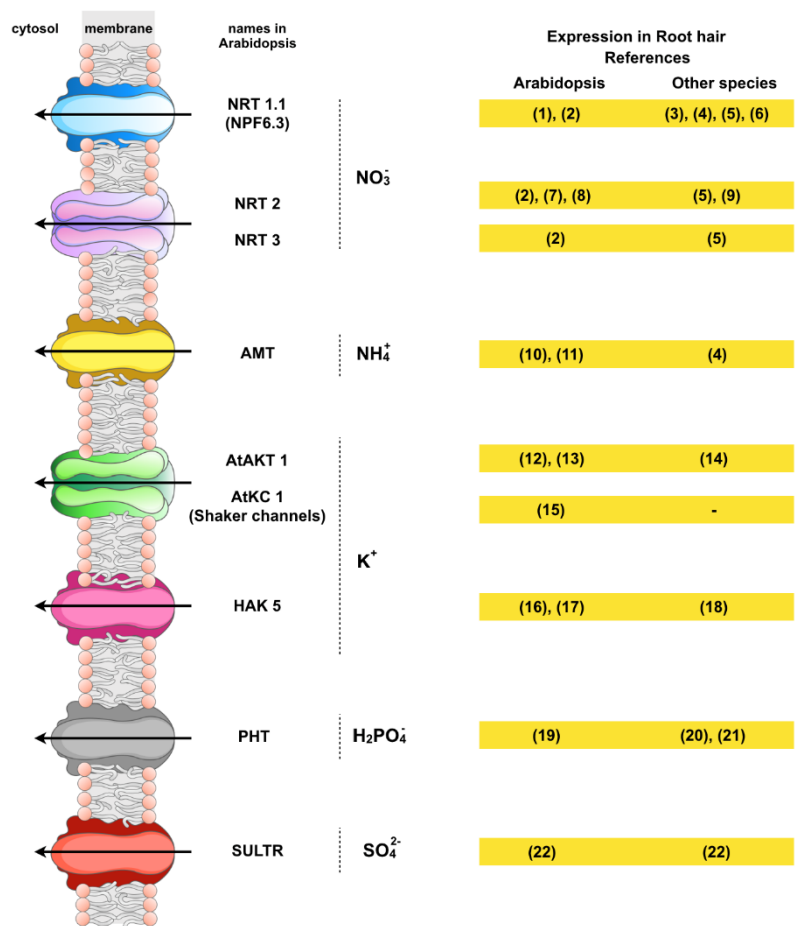 cytosol
membrane
names in
Arabidopsis
Expression in Root hair
References
Arabidopsis
Other species
NRT 1.1
(NPF6.3)
(1), (2)
(3), (4), (5), (6)
NO₃⁻
NRT 2
(2), (7), (8)
(5), (9)
NRT 3
(2)
(5)
AMT
NH₄⁺
(10), (11)
(4)
AtAKT 1
(12), (13)
(14)
AtKC 1
(Shaker channels)
(15)
-
K⁺
HAK 5
(16), (17)
(18)
PHT
H₂PO₄⁻
(19)
(20), (21)
SULTR
SO₄²⁻
(22)
(22)